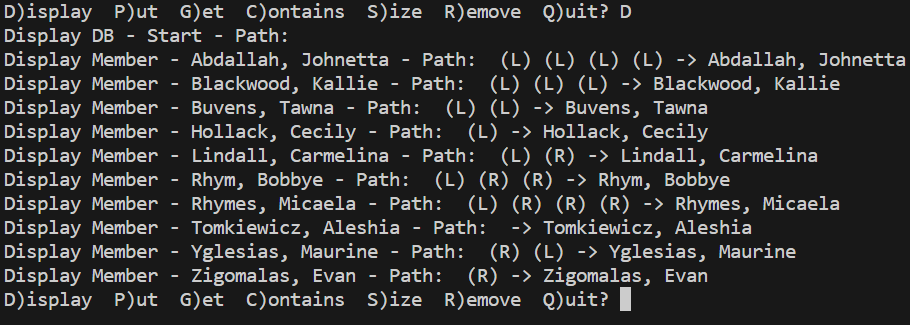 D)isplay  P)ut  G)et  C)ontains  S)ize  R)emove  Q)uit? D
Display DB - Start - Path:
Display Member - Abdallah, Johnetta - Path:  (L) (L) (L) (L) -> Abdallah, Johnetta
Display Member - Blackwood, Kallie - Path:  (L) (L) (L) -> Blackwood, Kallie
Display Member - Buvens, Tawna - Path:  (L) (L) -> Buvens, Tawna
Display Member - Hollack, Cecily - Path:  (L) -> Hollack, Cecily
Display Member - Lindall, Carmelina - Path:  (L) (R) -> Lindall, Carmelina
Display Member - Rhym, Bobbye - Path:  (L) (R) (R) -> Rhym, Bobbye
Display Member - Rhymes, Micaela - Path:  (L) (R) (R) (R) -> Rhymes, Micaela
Display Member - Tomkiewicz, Aleshia - Path:  -> Tomkiewicz, Aleshia
Display Member - Yglesias, Maurine - Path:  (R) (L) -> Yglesias, Maurine
Display Member - Zigomalas, Evan - Path:  (R) -> Zigomalas, Evan
D)isplay  P)ut  G)et  C)ontains  S)ize  R)emove  Q)uit?